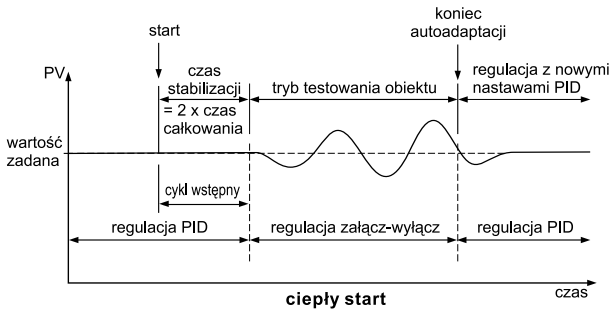 start
koniec
autoadaptacji
PV
czas
stabilizacji
= 2 x czas
całkowania
tryb testowania obiektu
regulacja z nowymi
nastawami PID
wartość
zadana
cykl wstępny
regulacja PID
regulacja załącz-wyłącz
regulacja PID
czas
ciepły start